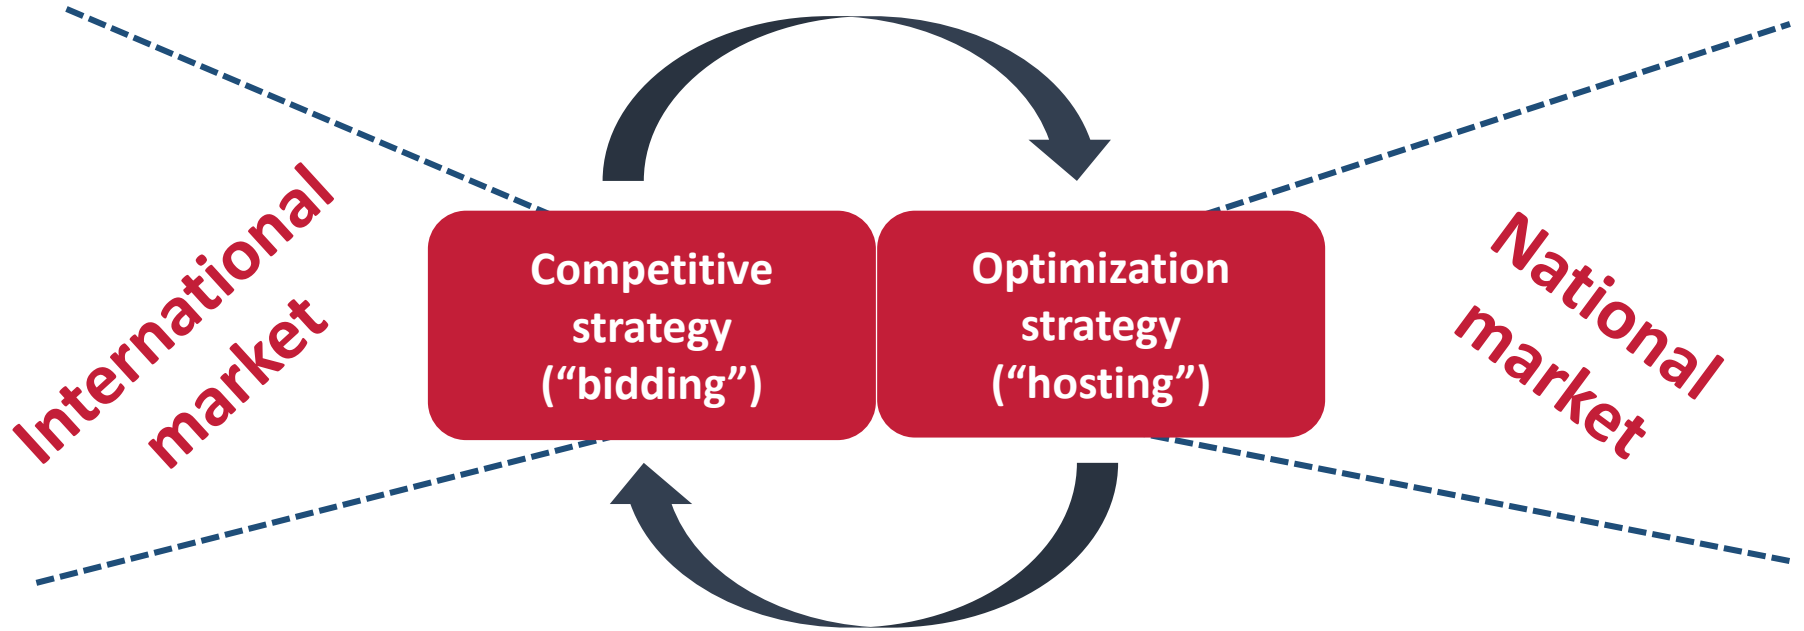 International
market
Competitive
strategy
(“bidding”)
Optimization
strategy
(“hosting”)
National
market